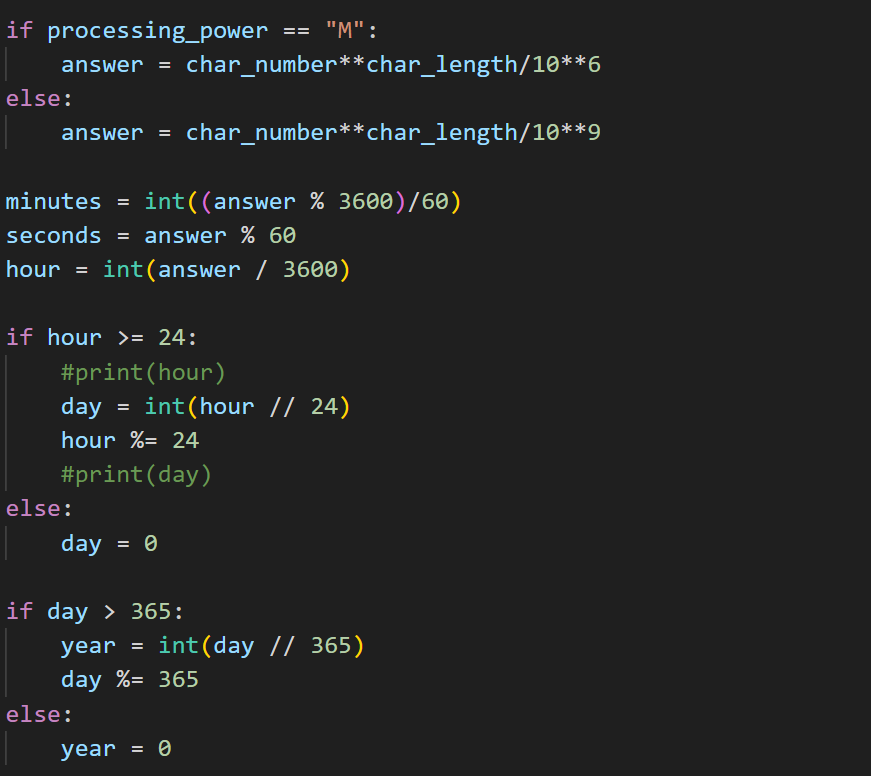 if processing_power == "M":
    answer = char_number**char_length/10**6
else:
    answer = char_number**char_length/10**9

minutes = int((answer % 3600)/60)
seconds = answer % 60
hour = int(answer / 3600)

if hour >= 24:
    #print(hour)
    day = int(hour // 24)
    hour %= 24
    #print(day)
else:
    day = 0

if day > 365:
    year = int(day // 365)
    day %= 365
else:
    year = 0